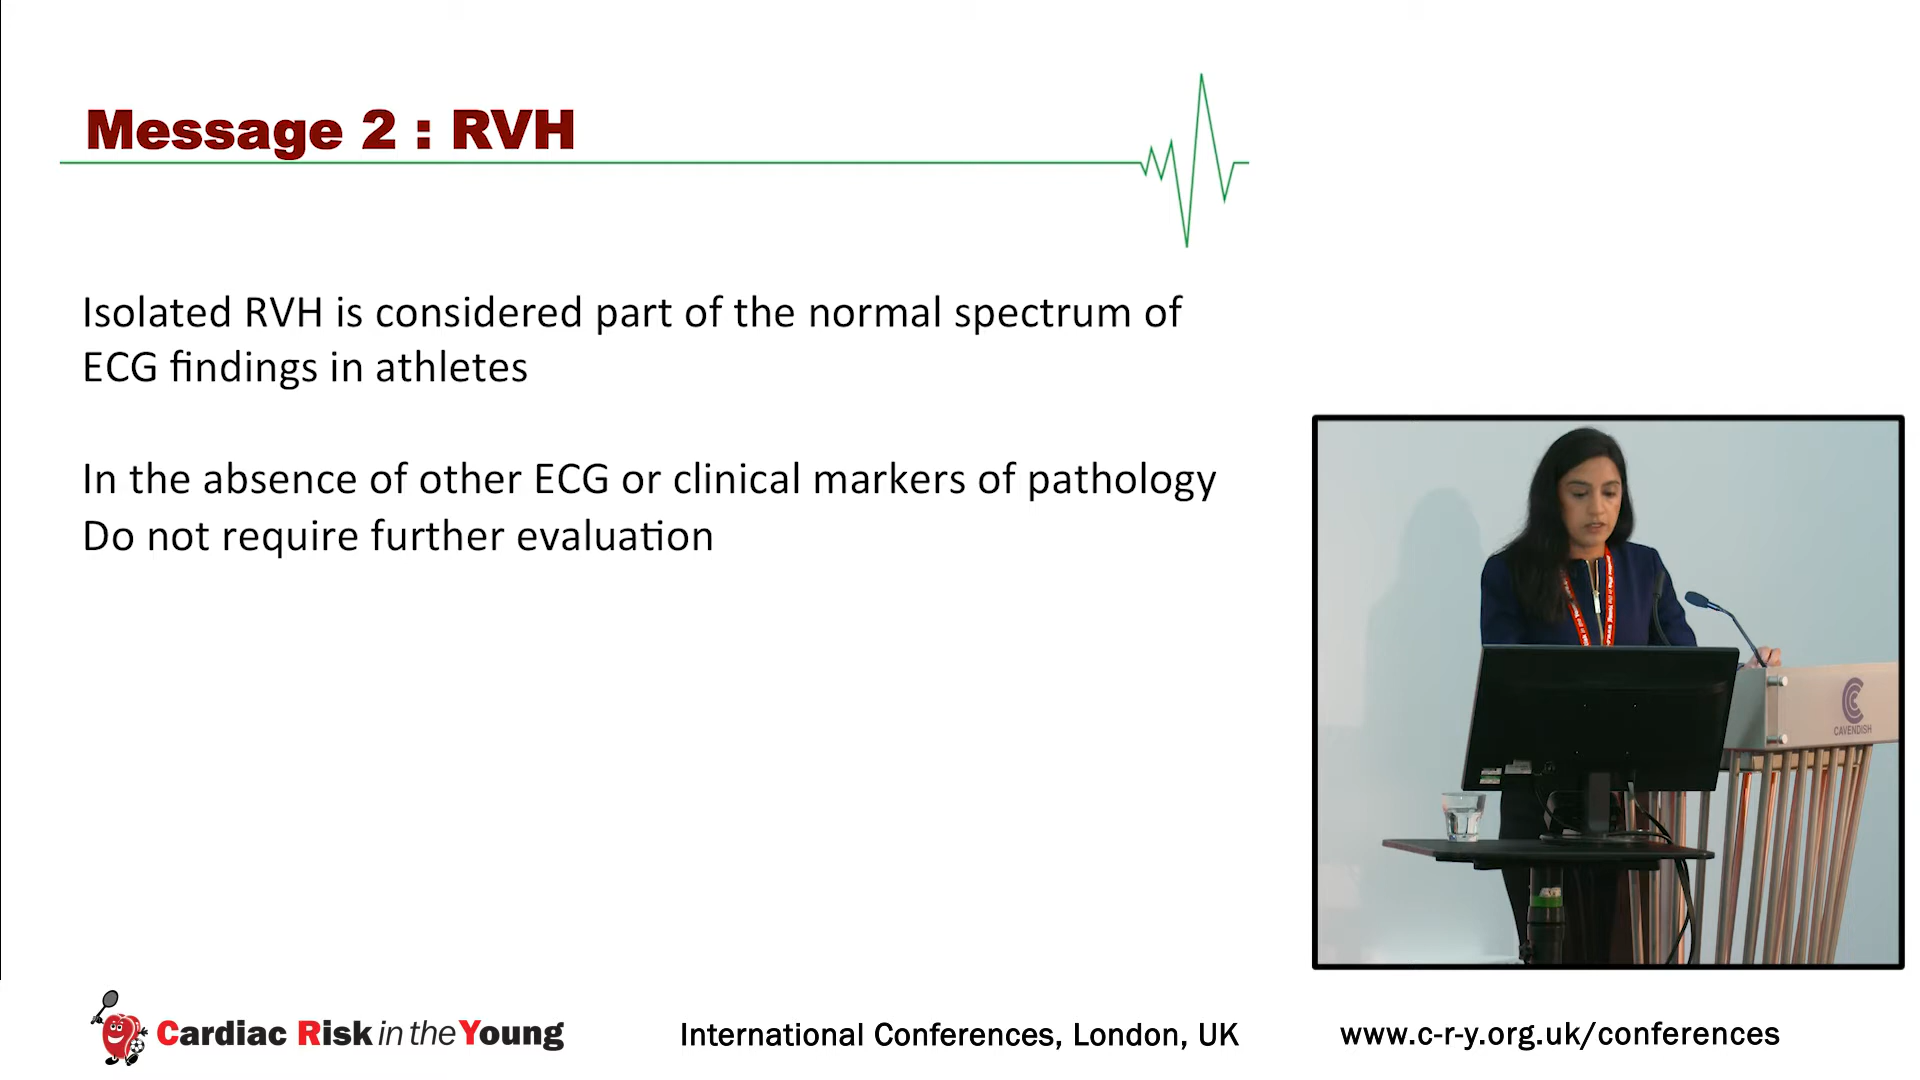 Message 2 : RVH
Isolated RVH is considered part of the normal spectrum of
ECG findings in athletes
In the absence of other ECG or clinical markers of pathology
Do not require further evaluation
CAVENDISH
Cardiac Risk in the Young
International Conferences, London, UK
www.c-r-y.org.uk/conferences